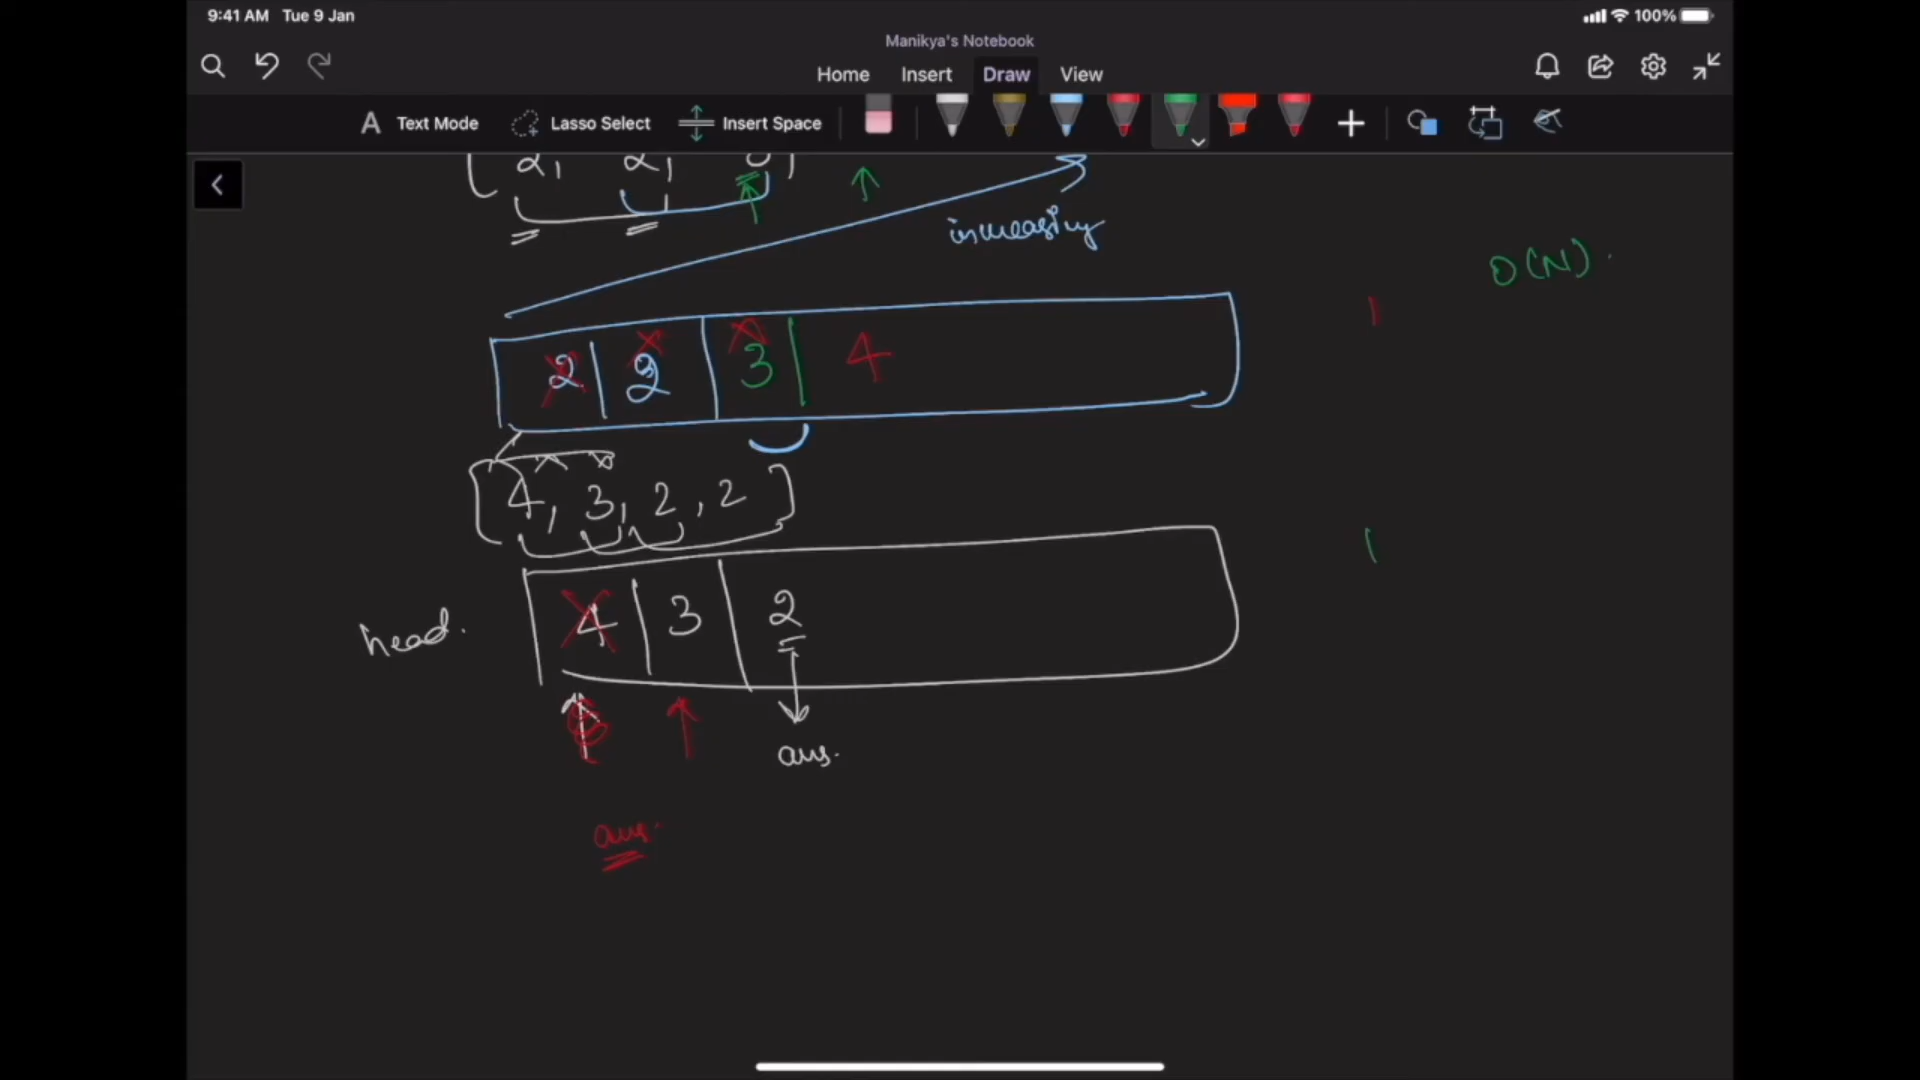 9:41 AM Tue 9 Jan
100%
Manikya's Notebook
Home Insert Draw View
A Text Mode Lasso Select Insert Space
increasing
O(N).
2 2 3 4
[4, 3, 2, 2]
4 3 2
head.
ans.
ans.